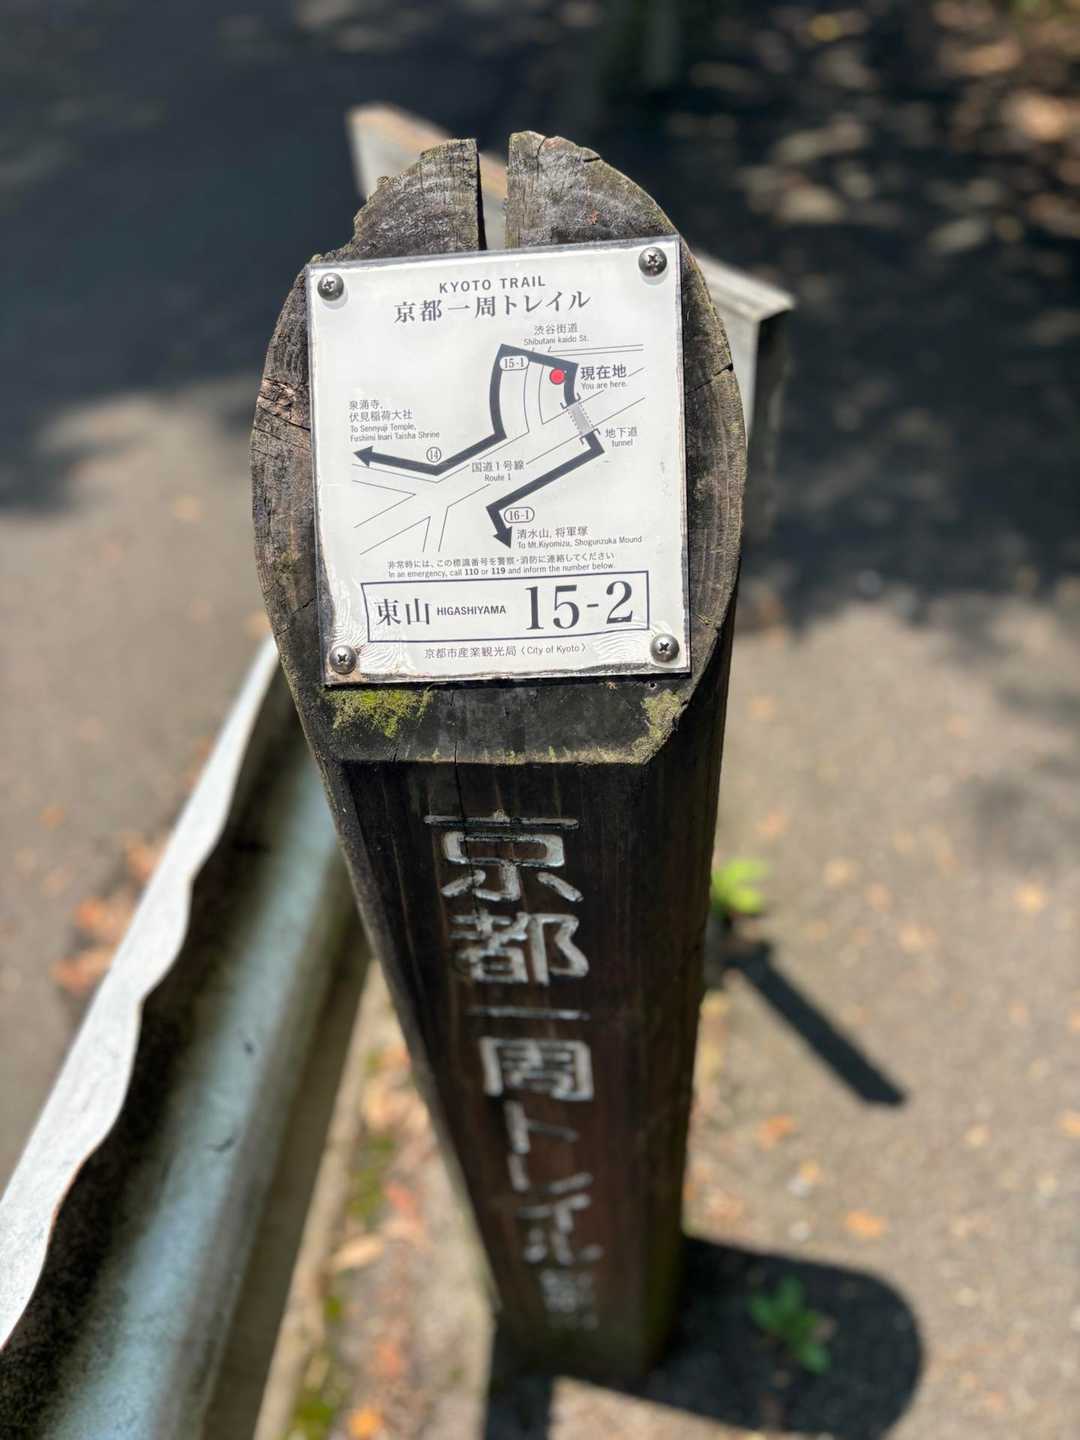 KYOTO TRAIL
京都一周トレイル
渋谷街道
Shibutani kaido St.
15-1
現在地
You are here.
泉涌寺,
伏見稲荷大社
To Sennyuji Temple,
Fushimi Inari Taisha Shrine
14
地下道
tunnel
国道1号線
Route 1
16-1
清水山, 将軍塚
To Mt.Kiyomizu, Shogunzuka Mound
非常時には、この標識番号を警察・消防に連絡してください
In an emergency, call 110 or 119 and inform the number below.
東山 HIGASHIYAMA 15-2
京都市産業観光局〈City of Kyoto〉
京都一周トレイル